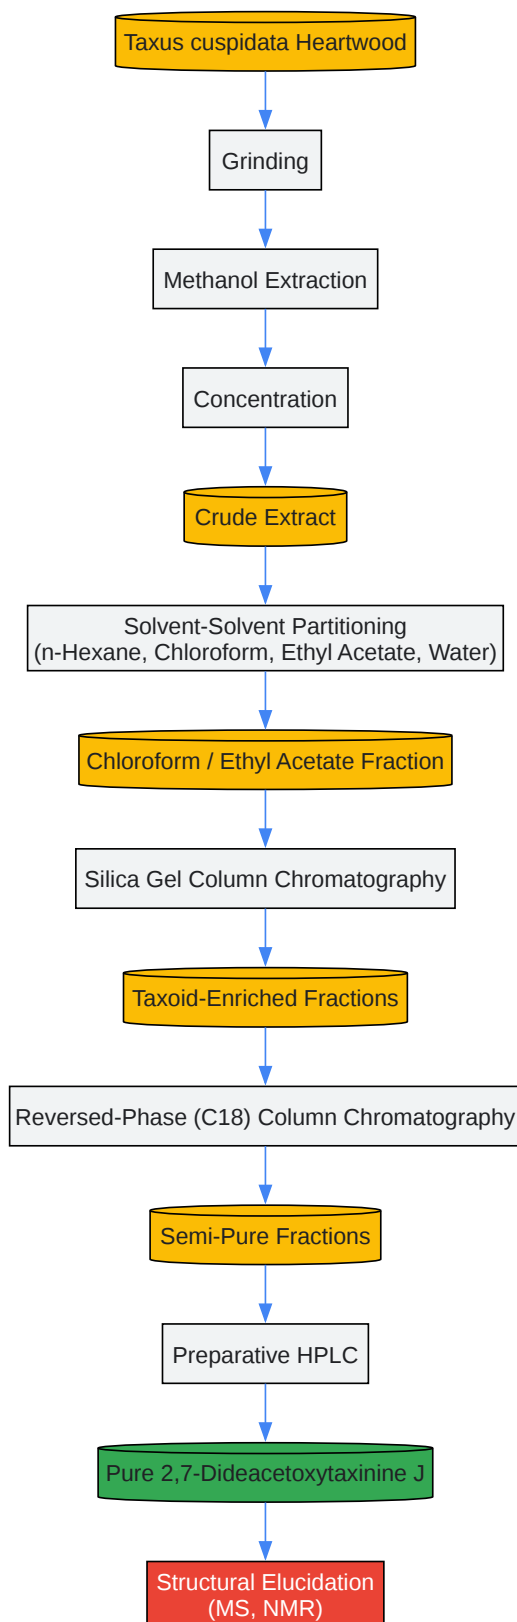 Taxus cuspidata Heartwood
Grinding
Methanol Extraction
Concentration
Crude Extract
Solvent-Solvent Partitioning
(n-Hexane, Chloroform, Ethyl Acetate, Water)
Chloroform / Ethyl Acetate Fraction
Silica Gel Column Chromatography
Taxoid-Enriched Fractions
Reversed-Phase (C18) Column Chromatography
Semi-Pure Fractions
Preparative HPLC
Pure 2,7-Dideacetoxytaxinine J
Structural Elucidation
(MS, NMR)